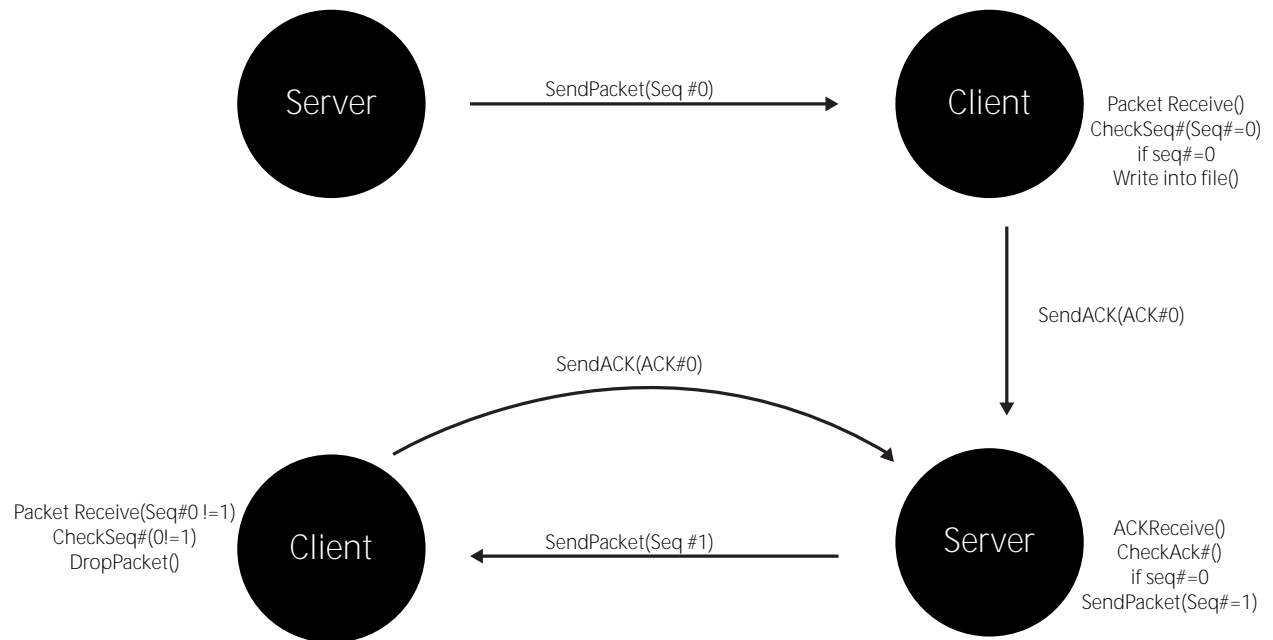 Server
SendPacket(Seq #0)
Client
Packet Receive()
CheckSeq#(Seq#=0)
if seq#=0
Write into file()
SendACK(ACK#0)
SendACK(ACK#0)
Packet Receive(Seq#0 !=1)
CheckSeq#(0!=1)
DropPacket()
Client
SendPacket(Seq #1)
Server
ACKReceive()
CheckAck#()
if seq#=0
SendPacket(Seq#=1)